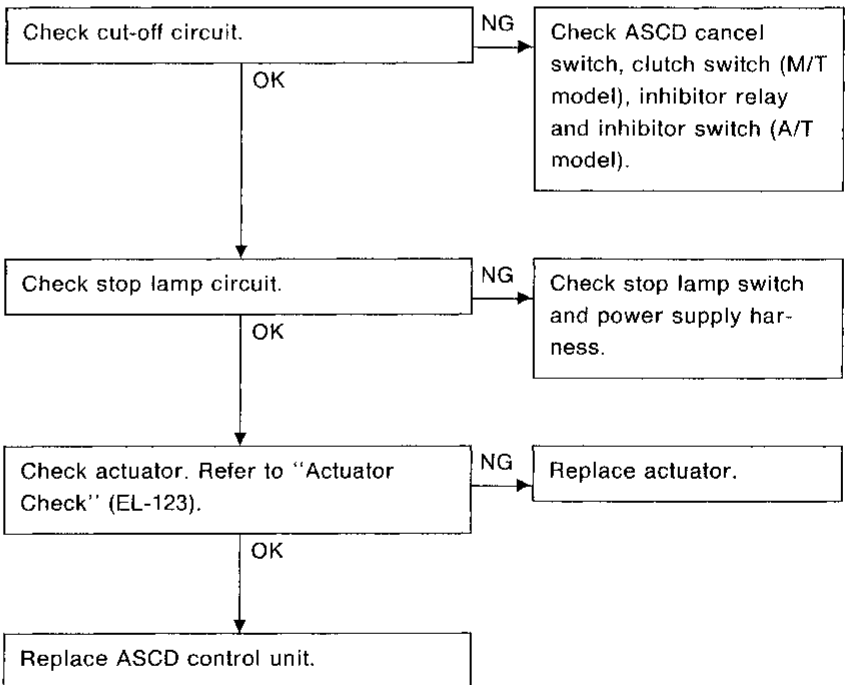 Check cut-off circuit.
NG
Check ASCD cancel
switch, clutch switch (M/T
model), inhibitor relay
and inhibitor switch (A/T
model).
OK
Check stop lamp circuit.
NG
Check stop lamp switch
and power supply har-
ness.
OK
Check actuator. Refer to "Actuator
Check" (EL-123).
NG
Replace actuator.
OK
Replace ASCD control unit.